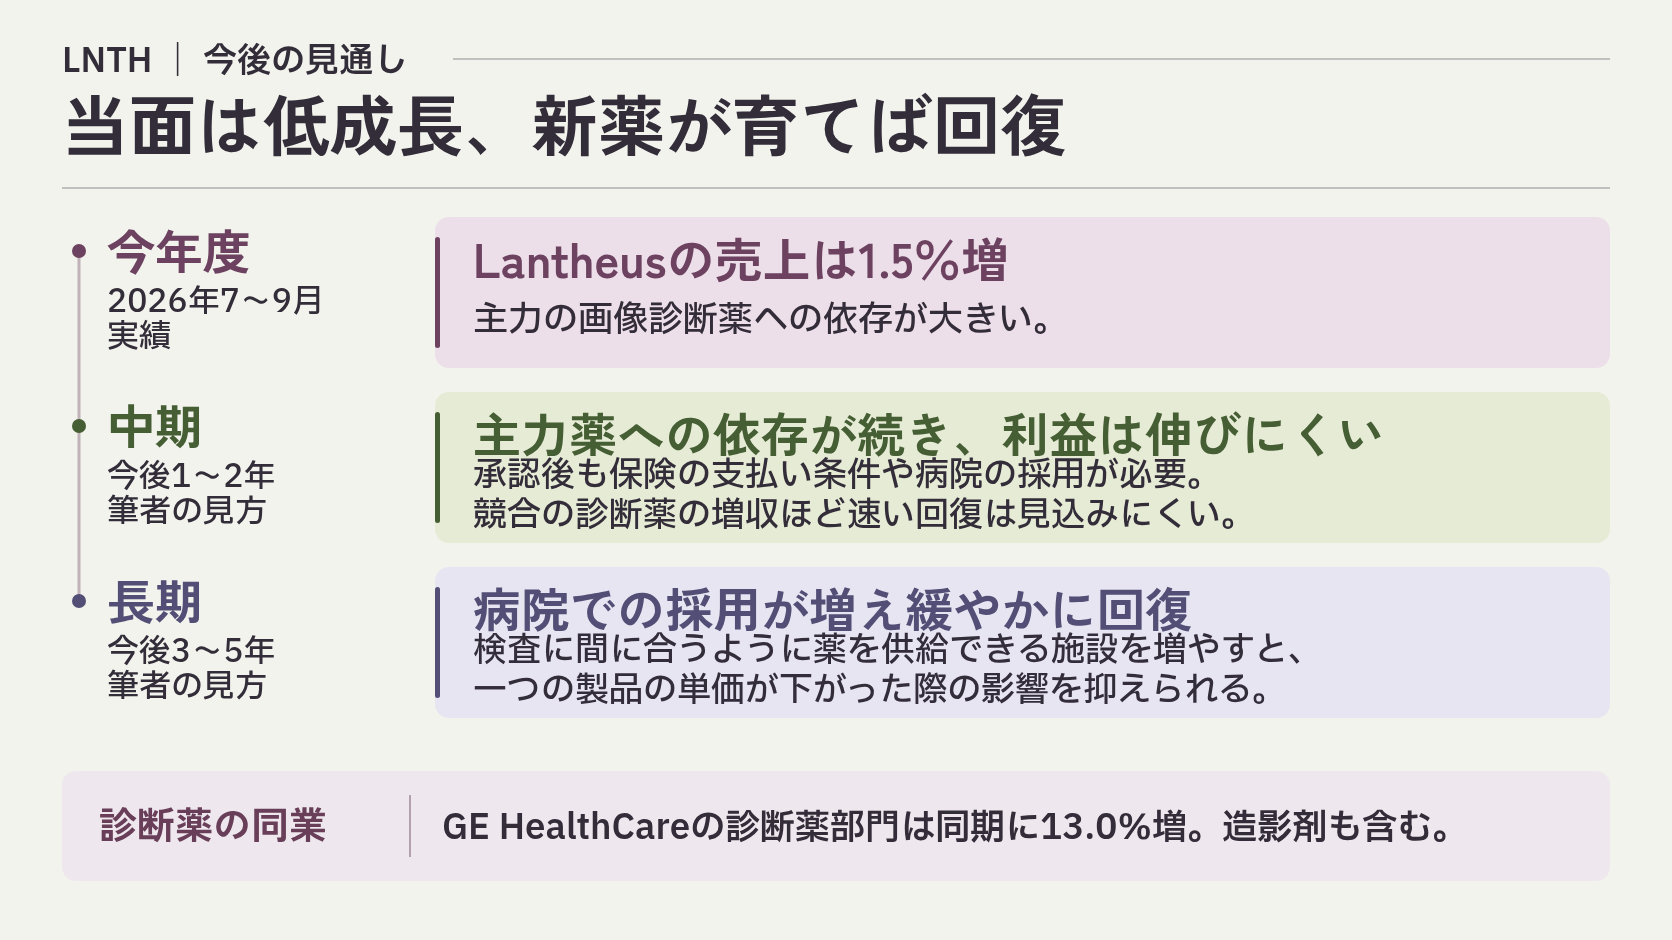 LNTH｜今後の見通し
当面は低成長、新薬が育てば回復
今年度
2026年7～9月
実績
Lantheusの売上は1.5%増
主力の画像診断薬への依存が大きい。
中期
今後1～2年
筆者の見方
主力薬への依存が続き、利益は伸びにくい
承認後も保険の支払い条件や病院の採用が必要。
競合の診断薬の増収ほど速い回復は見込みにくい。
長期
今後3～5年
筆者の見方
病院での採用が増え緩やかに回復
検査に間に合うように薬を供給できる施設を増やすと、
一つの製品の単価が下がった際の影響を抑えられる。
診断薬の同業
GE HealthCareの診断薬部門は同期に13.0%増。造影剤も含む。